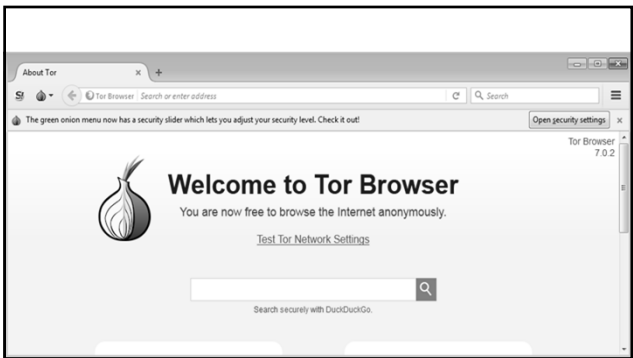 About Tor
Tor Browser Search or enter address
Search
The green onion menu now has a security slider which lets you adjust your security level. Check it out!
Open security settings
Tor Browser
7.0.2
Welcome to Tor Browser
You are now free to browse the Internet anonymously.
Test Tor Network Settings
Search securely with DuckDuckGo.